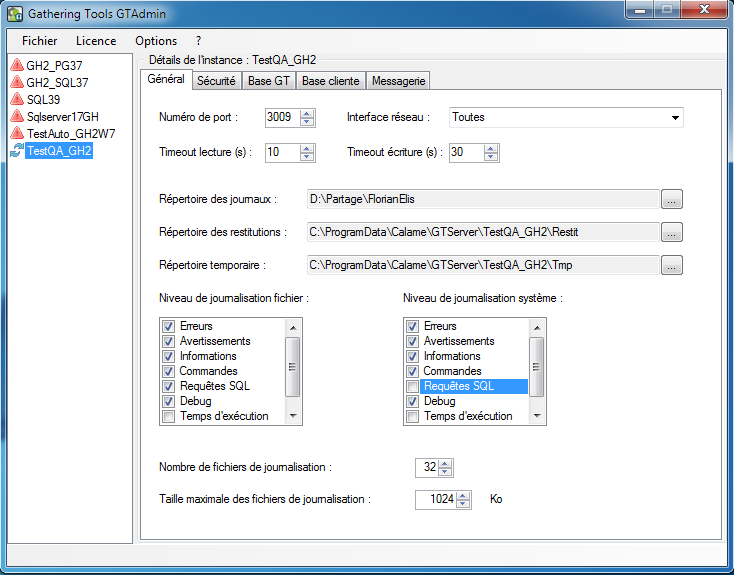 Gathering Tools GTAdmin
Fichier Licence Options ?
GH2_PG37
GH2_SQL37
SQL39
Sqlserver17GH
TestAuto_GH2W7
TestQA_GH2
Détails de l'instance : TestQA_GH2
Général Sécurité Base GT Base cliente Messagerie
Numéro de port : 3009 Interface réseau : Toutes
Timeout lecture (s) : 10 Timeout écriture (s) : 30
Répertoire des journaux : D:\Partage\FlorianElis ...
Répertoire des restitutions : C:\ProgramData\Calame\GTServer\TestQA_GH2\Restit ...
Répertoire temporaire : C:\ProgramData\Calame\GTServer\TestQA_GH2\Tmp ...
Niveau de journalisation fichier :
Erreurs
Avertissements
Informations
Commandes
Requêtes SQL
Debug
Temps d'exécution
Niveau de journalisation système :
Erreurs
Avertissements
Informations
Commandes
Requêtes SQL
Debug
Temps d'exécution
Nombre de fichiers de journalisation : 32
Taille maximale des fichiers de journalisation : 1024 Ko